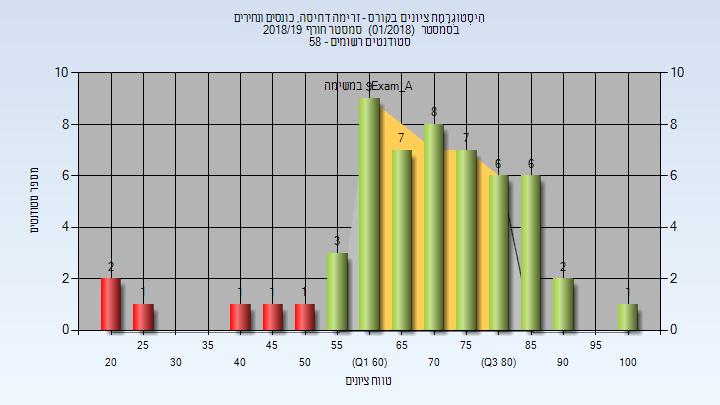 היסטוגרמת ציונים בקורס - זרימה דחיסה, כונסים ונחירים
בסמסטר (01/2018) סמסטר חורף 2018/19
סטודנטים רשומים - 58
במשימה Exam_A
10 10
8 8
6 6
4 4
2 2
0 0
2 1 1 1 1 3 9 7 8 7 6 6 2 1
מספר סטודנטים
25 35 45 55 65 75 85 95
20 30 40 50 (Q1 60) 70 (Q3 80) 90 100
טווח ציונים